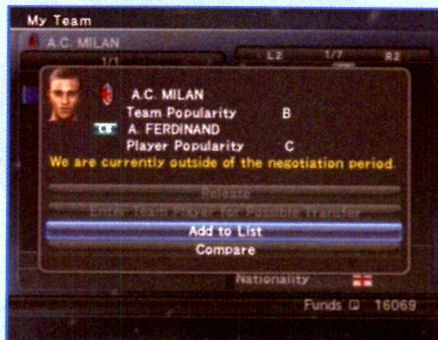 My Team
A.C. MILAN
1/1
L2 1/7 R2
A.C. MILAN
Team Popularity B
CB A. FERDINAND
Player Popularity C
We are currently outside of the negotiation period.
Release
Enter Team Player for Possible Transfer
Add to List
Compare
Nationality
Funds 16069